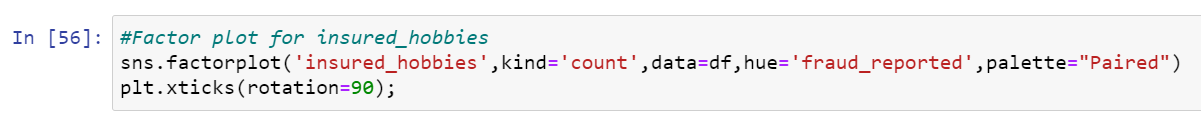 In [56]: #Factor plot for insured_hobbies
sns.factorplot('insured_hobbies',kind='count',data=df,hue='fraud_reported',palette="Paired")
plt.xticks(rotation=90);